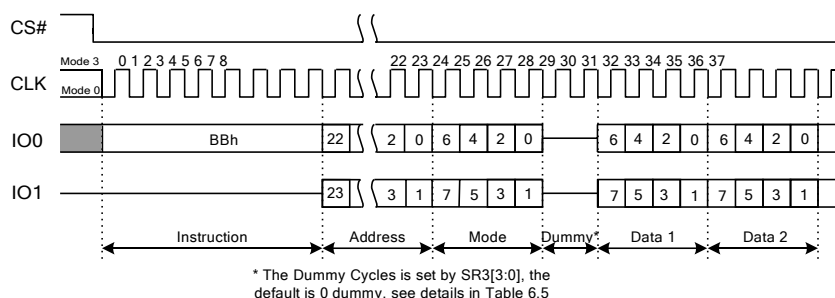 CS#
Mode 3
0 1 2 3 4 5 6 7 8 22 23 24 25 26 27 28 29 30 31 32 33 34 35 36 37
CLK
Mode 0
IO0 BBh 22 2 0 6 4 2 0 6 4 2 0 6 4 2 0
IO1 23 3 1 7 5 3 1 7 5 3 1 7 5 3 1
Instruction Address Mode Dummy* Data 1 Data 2
* The Dummy Cycles is set by SR3[3:0], the
default is 0 dummy, see details in Table 6.5